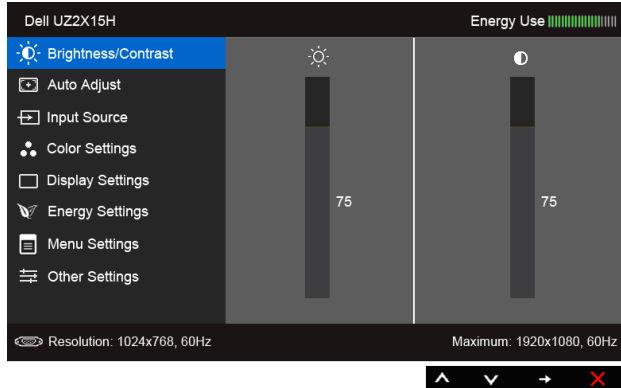 Dell UZ2X15H
Energy Use
Brightness/Contrast
Auto Adjust
Input Source
Color Settings
Display Settings
Energy Settings
Menu Settings
Other Settings
75
75
Resolution: 1024x768, 60Hz
Maximum: 1920x1080, 60Hz